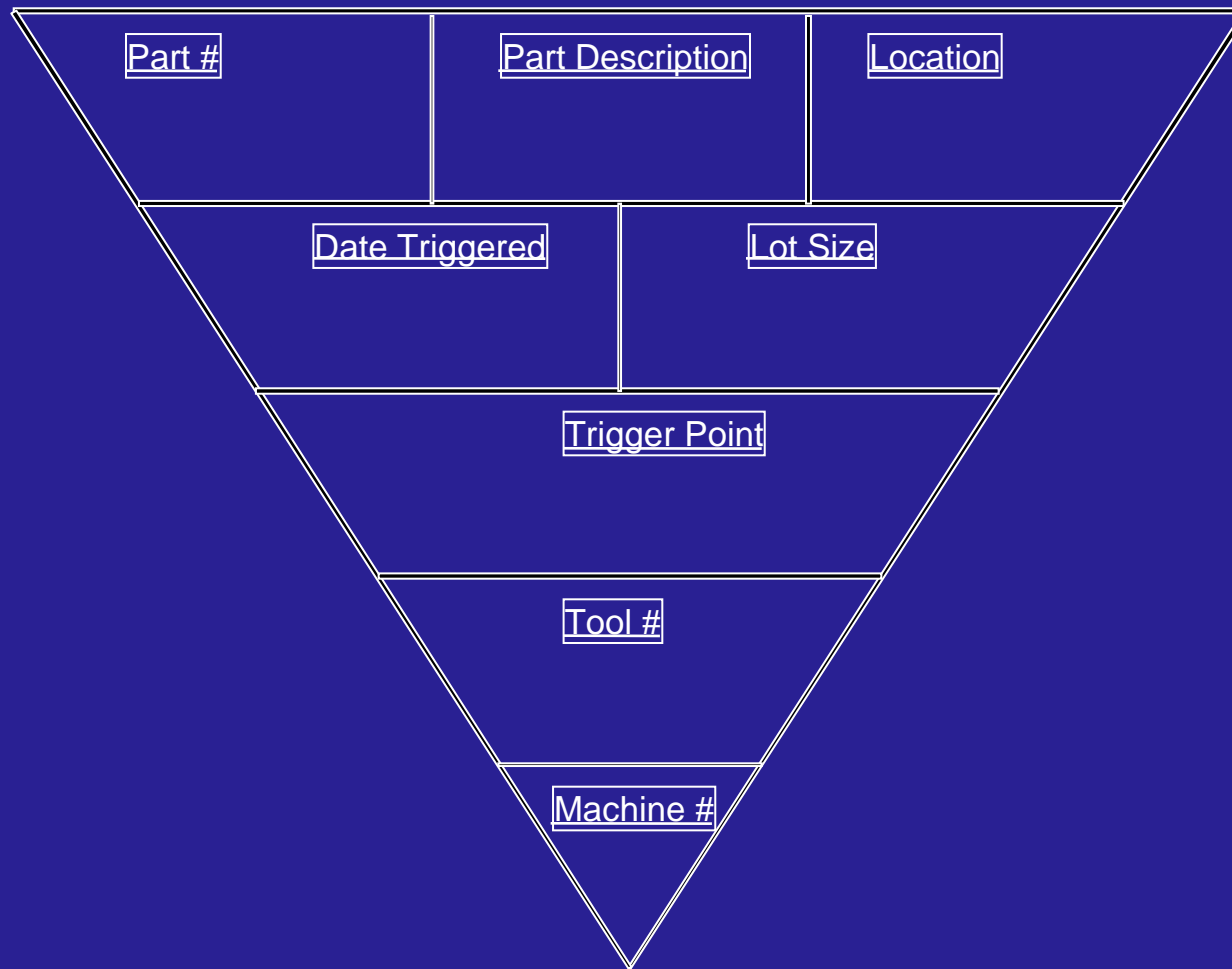 Part #
Part Description
Location
Date Triggered
Lot Size
Trigger Point
Tool #
Machine #